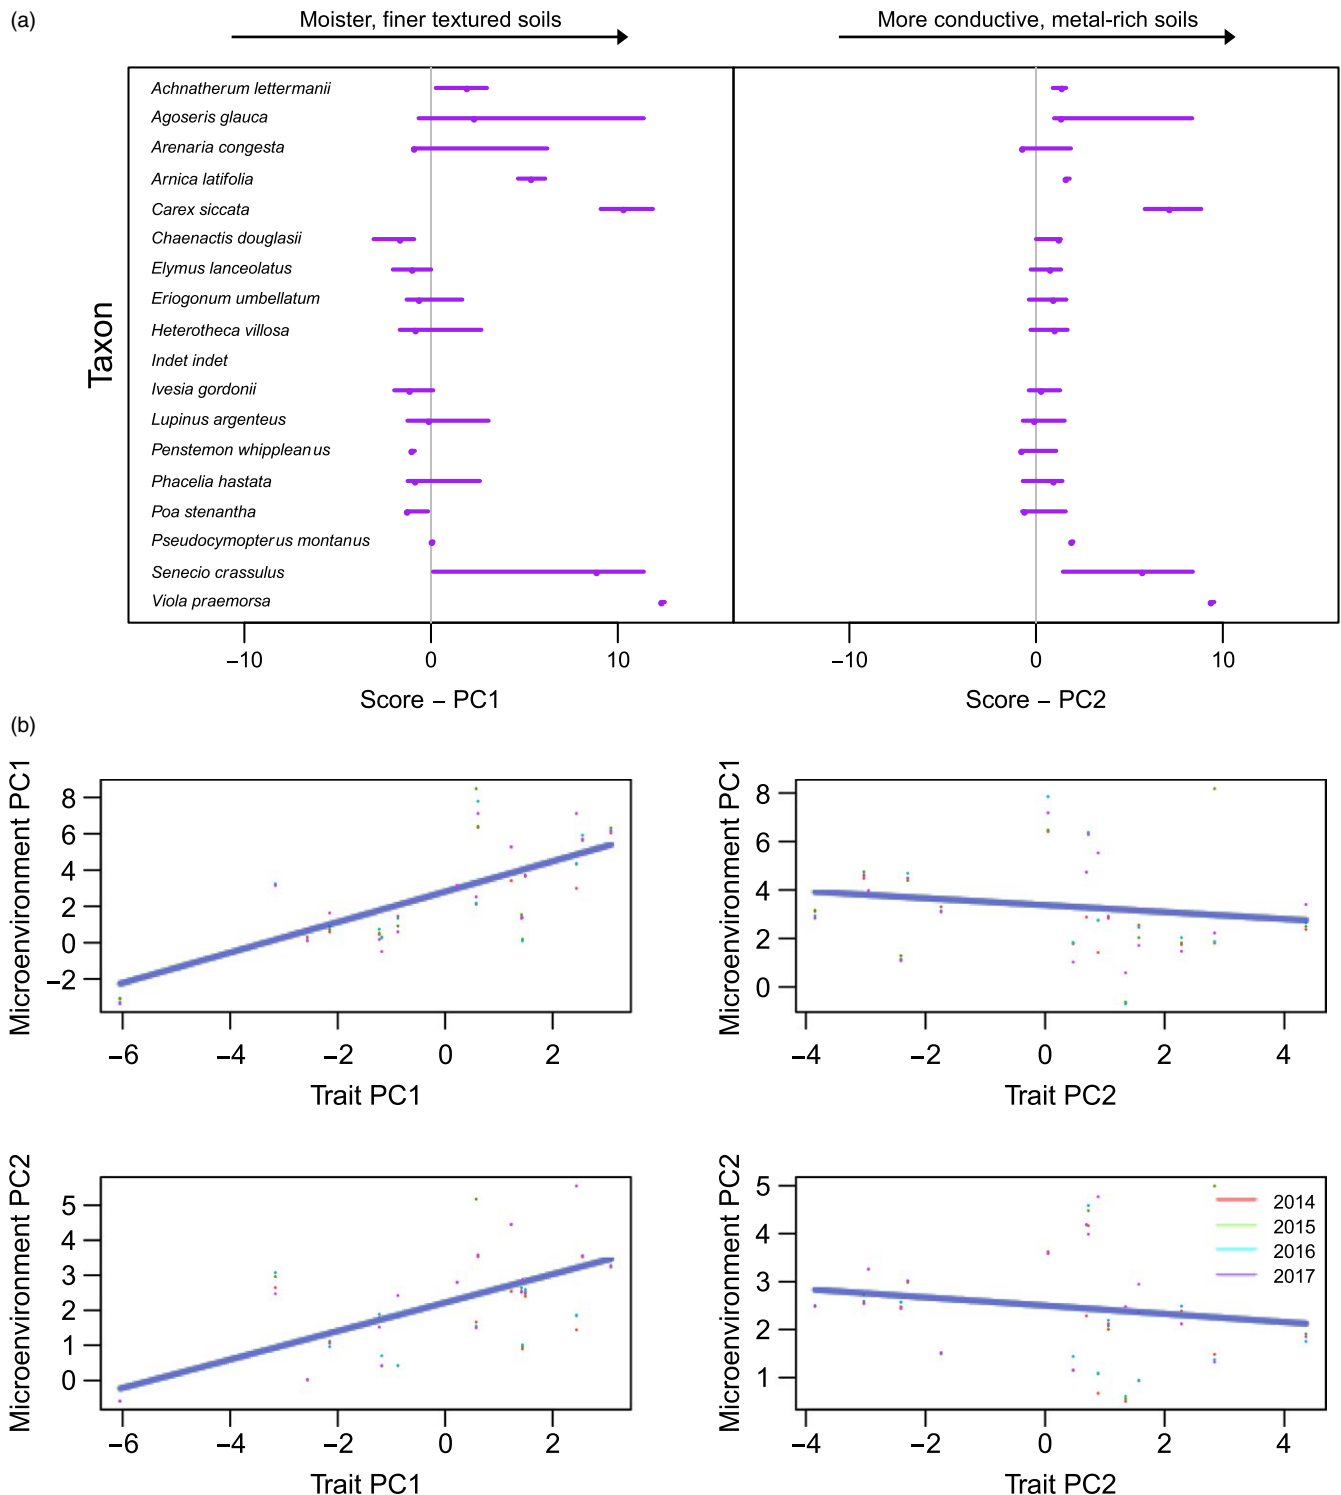 (a)
Moister, finer textured soils
More conductive, metal-rich soils
Taxon
Achnatherum lettermanii
Agoseris glauca
Arenaria congesta
Arnica latifolia
Carex siccata
Chaenactis douglasii
Elymus lanceolatus
Eriogonum umbellatum
Heterotheca villosa
Indet indet
Ivesia gordonii
Lupinus argenteus
Penstemon whippleanus
Phacelia hastata
Poa stenantha
Pseudocymopterus montanus
Senecio crassulus
Viola praemorsa
−10 0 10
−10 0 10
Score − PC1
Score − PC2
(b)
Microenvironment PC1
8
6
4
2
0
−2
−6 −4 −2 0 2
Trait PC1
Microenvironment PC1
8
6
4
2
0
−4 −2 0 2 4
Trait PC2
Microenvironment PC2
5
4
3
2
1
0
−6 −4 −2 0 2
Trait PC1
Microenvironment PC2
5
4
3
2
1
2014
2015
2016
2017
−4 −2 0 2 4
Trait PC2